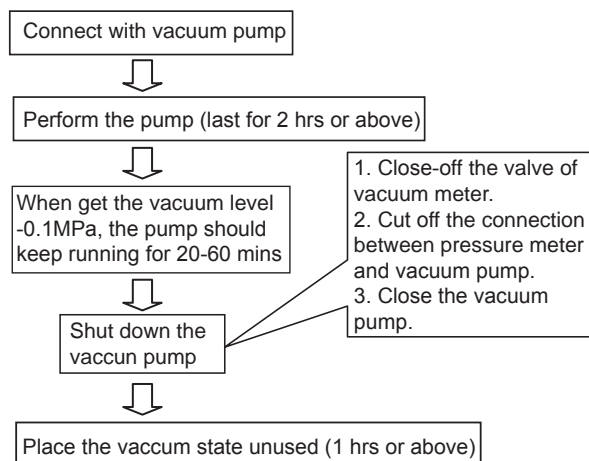 Connect with vacuum pump
Perform the pump (last for 2 hrs or above)
When get the vacuum level
-0.1MPa, the pump should
keep running for 20-60 mins
Shut down the
vaccun pump
1. Close-off the valve of
vacuum meter.
2. Cut off the connection
between pressure meter
and vacuum pump.
3. Close the vacuum
pump.
Place the vaccum state unused (1 hrs or above)